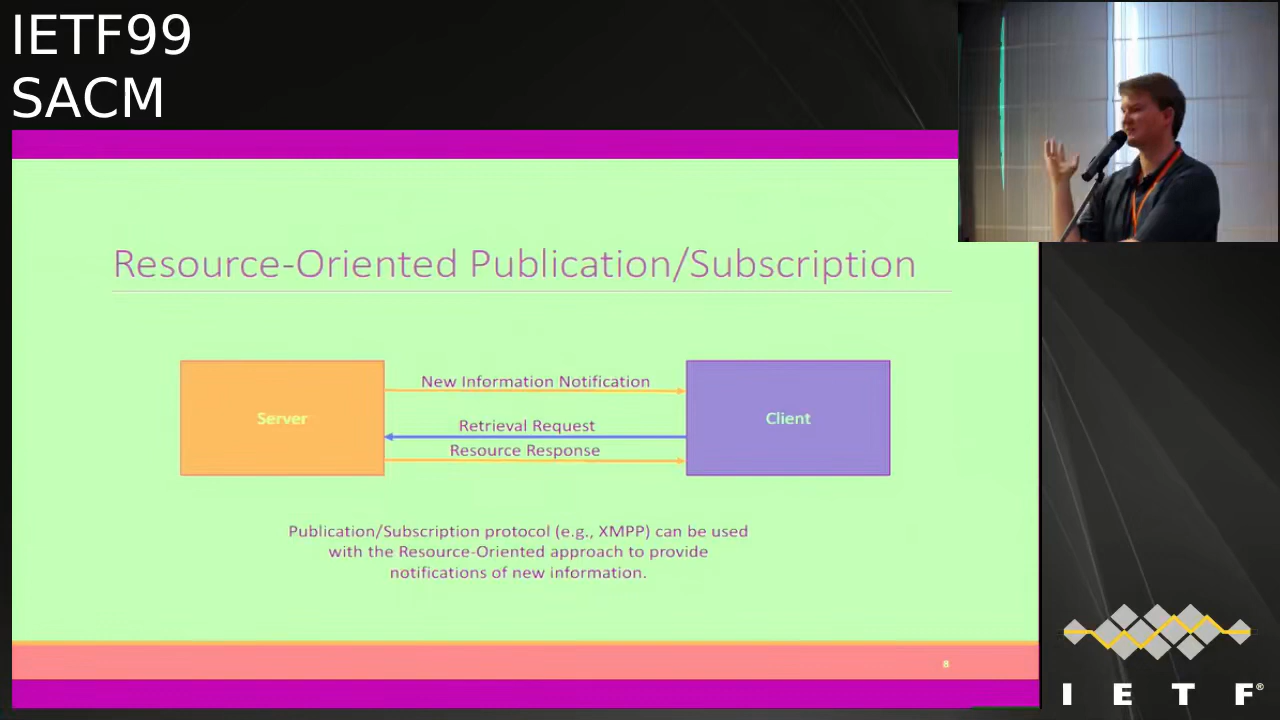 IETF99
SACM
Resource-Oriented Publication/Subscription
Server
New Information Notification
Retrieval Request
Resource Response
Client
Publication/Subscription protocol (e.g., XMPP) can be used
with the Resource-Oriented approach to provide
notifications of new information.
8
I E T F®